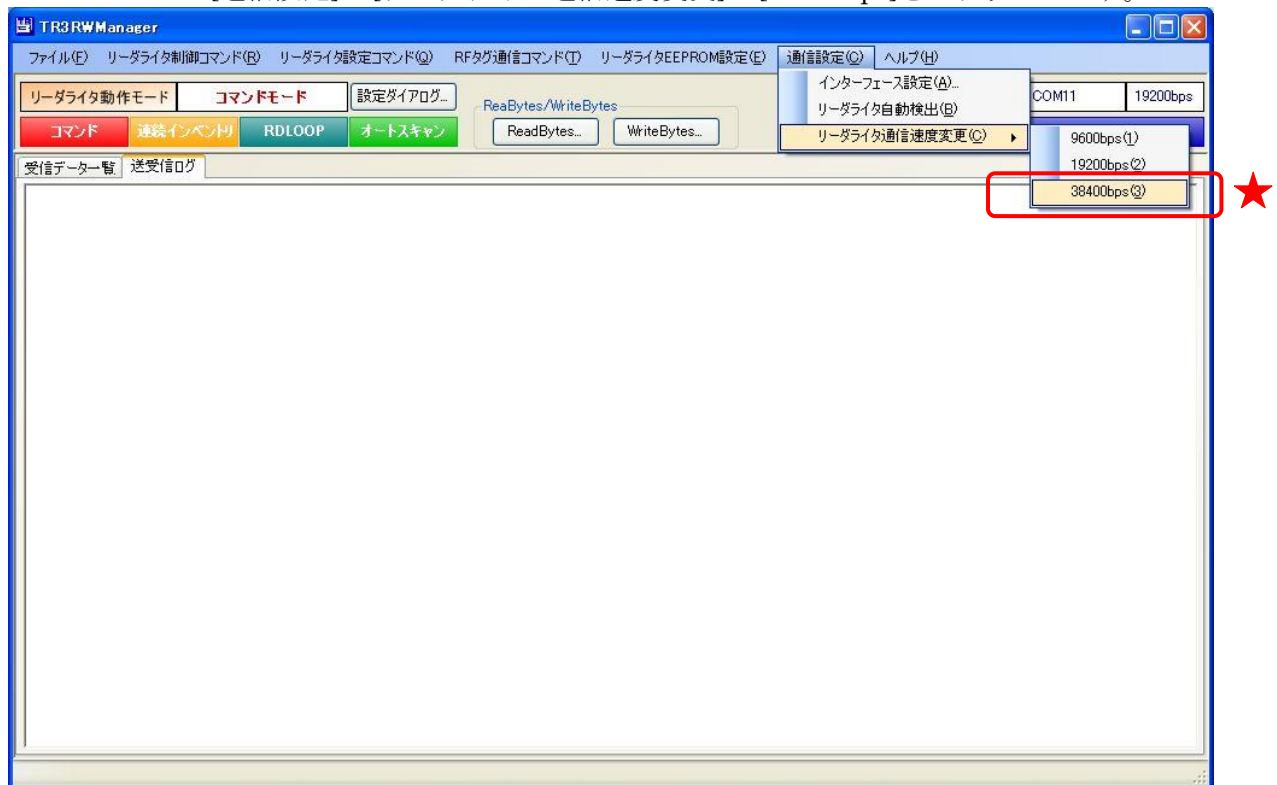 TR3RWManager
ファイル(F) リーダライタ制御コマンド(R) リーダライタ設定コマンド(Q) RFタグ通信コマンド(T) リーダライタEEPROM設定(E) 通信設定(C) ヘルプ(H)
インターフェース設定(A)...
リーダライタ自動検出(B)
リーダライタ通信速度変更(C)
9600bps(1)
19200bps(2)
38400bps(3)
リーダライタ動作モード コマンドモード 設定ダイアログ... ReaBytes/WriteBytes COM11 19200bps
コマンド 連続インベントリ RDLOOP オートスキャン ReadBytes... WriteBytes...
受信データ一覧 送受信ログ